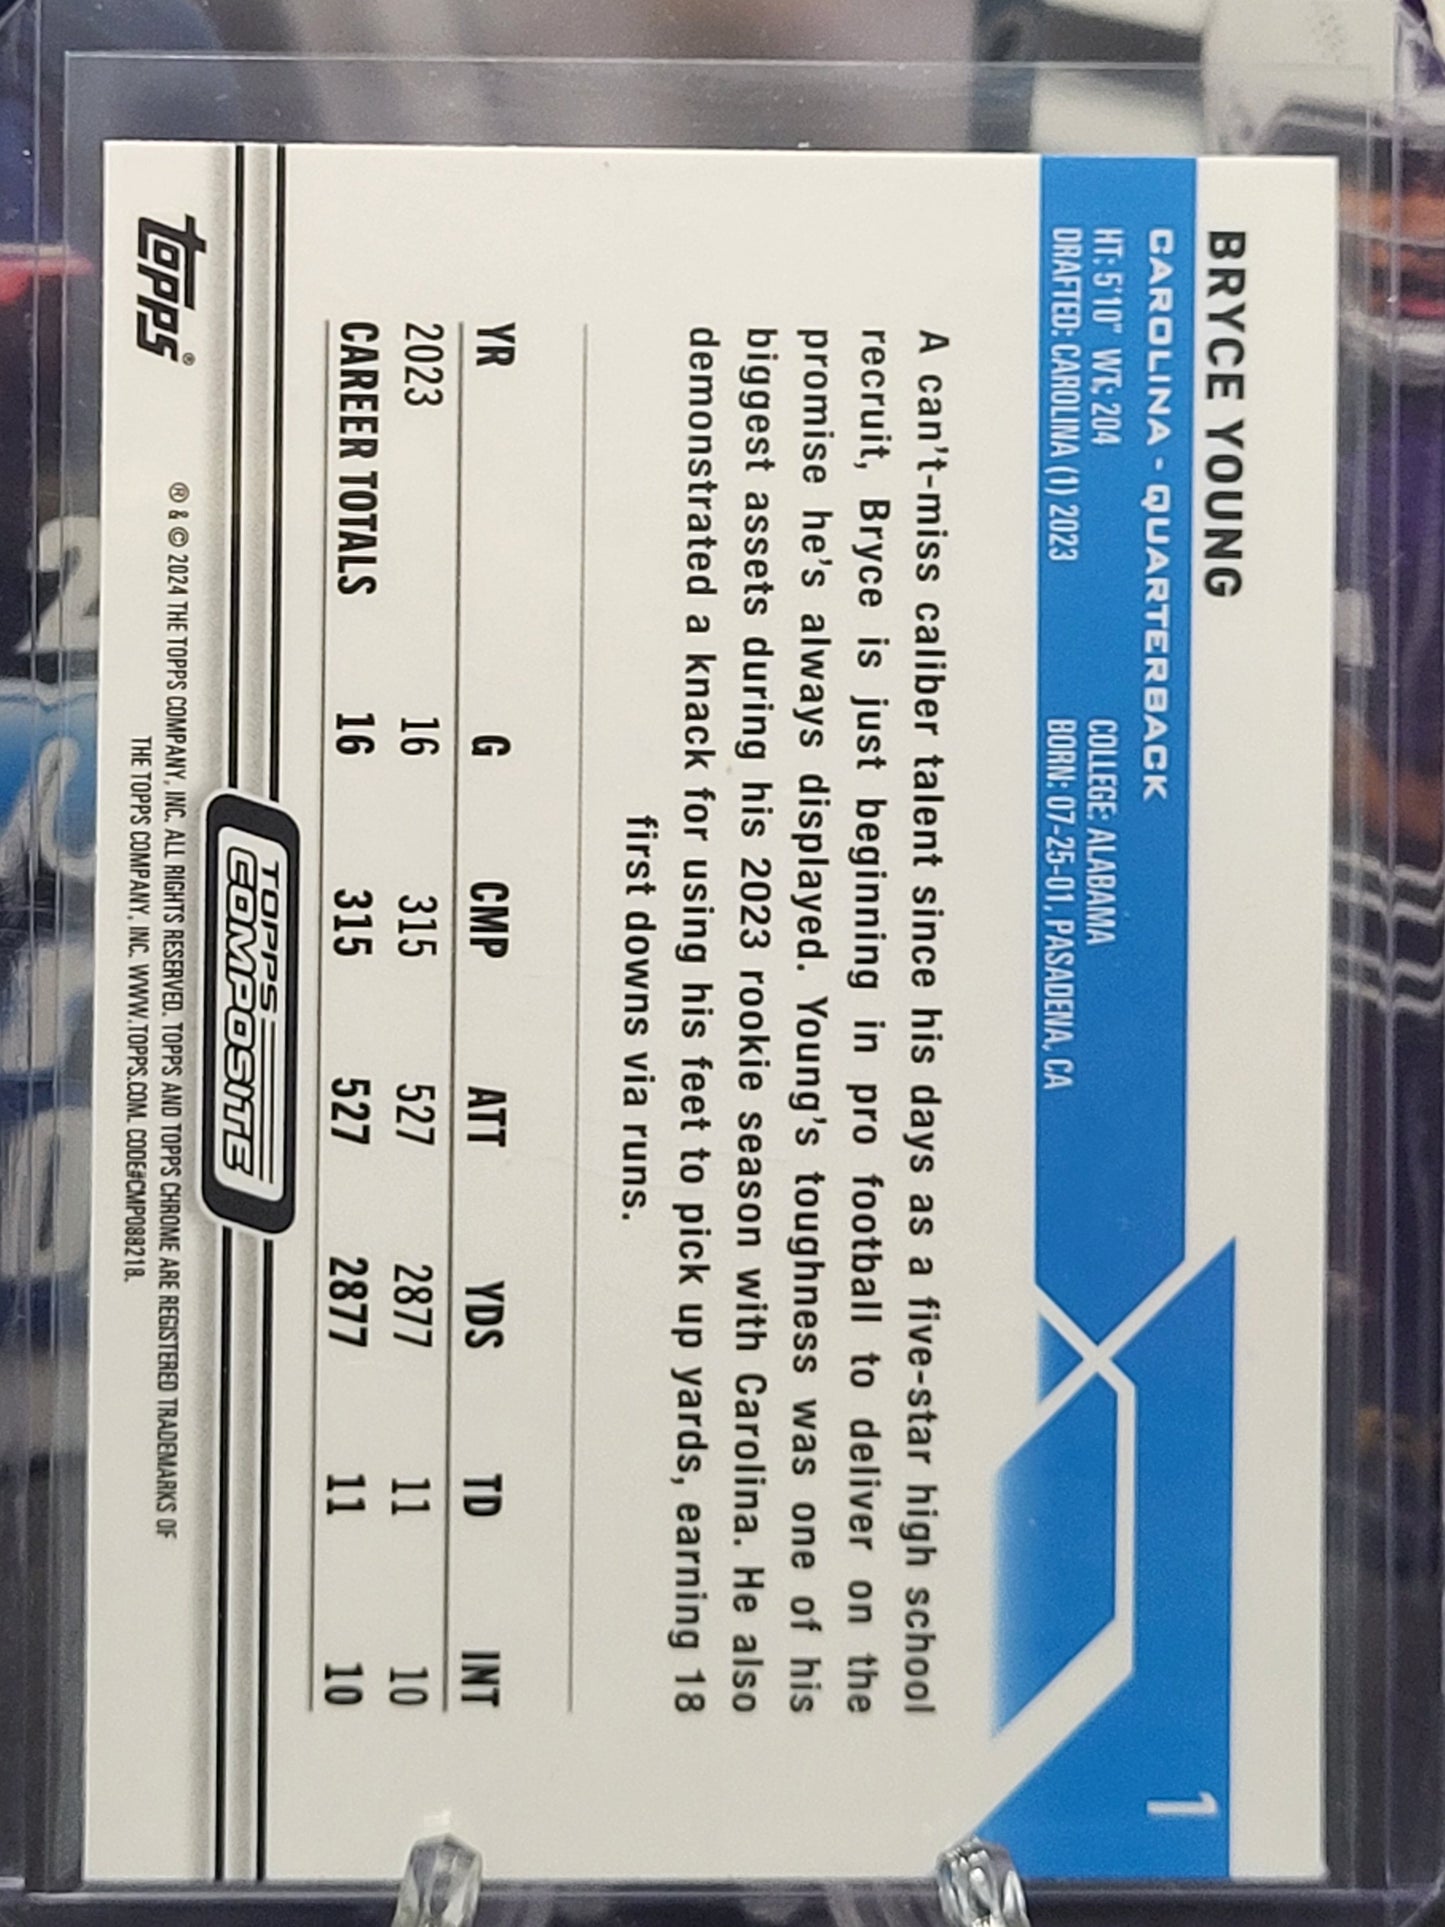 BRYCE YOUNG
1
CAROLINA - QUARTERBACK
HT: 5'10" WT: 204
COLLEGE: ALABAMA
DRAFTED: CAROLINA (1) 2023
BORN: 07-25-01, PASADENA, CA
A can't-miss caliber talent since his days as a five-star high school
recruit, Bryce is just beginning in pro football to deliver on the
promise he's always displayed. Young's toughness was one of his
biggest assets during his 2023 rookie season with Carolina. He also
demonstrated a knack for using his feet to pick up yards, earning 18
first downs via runs.
YR G CMP ATT YDS TD INT
2023 16 315 527 2877 11 10
CAREER TOTALS 16 315 527 2877 11 10
TOPPS
COMPOSITE
topps®
® & © 2024 THE TOPPS COMPANY, INC. ALL RIGHTS RESERVED. TOPPS AND TOPPS CHROME ARE REGISTERED TRADEMARKS OF
THE TOPPS COMPANY, INC. WWW.TOPPS.COM. CODE#CMP088218.